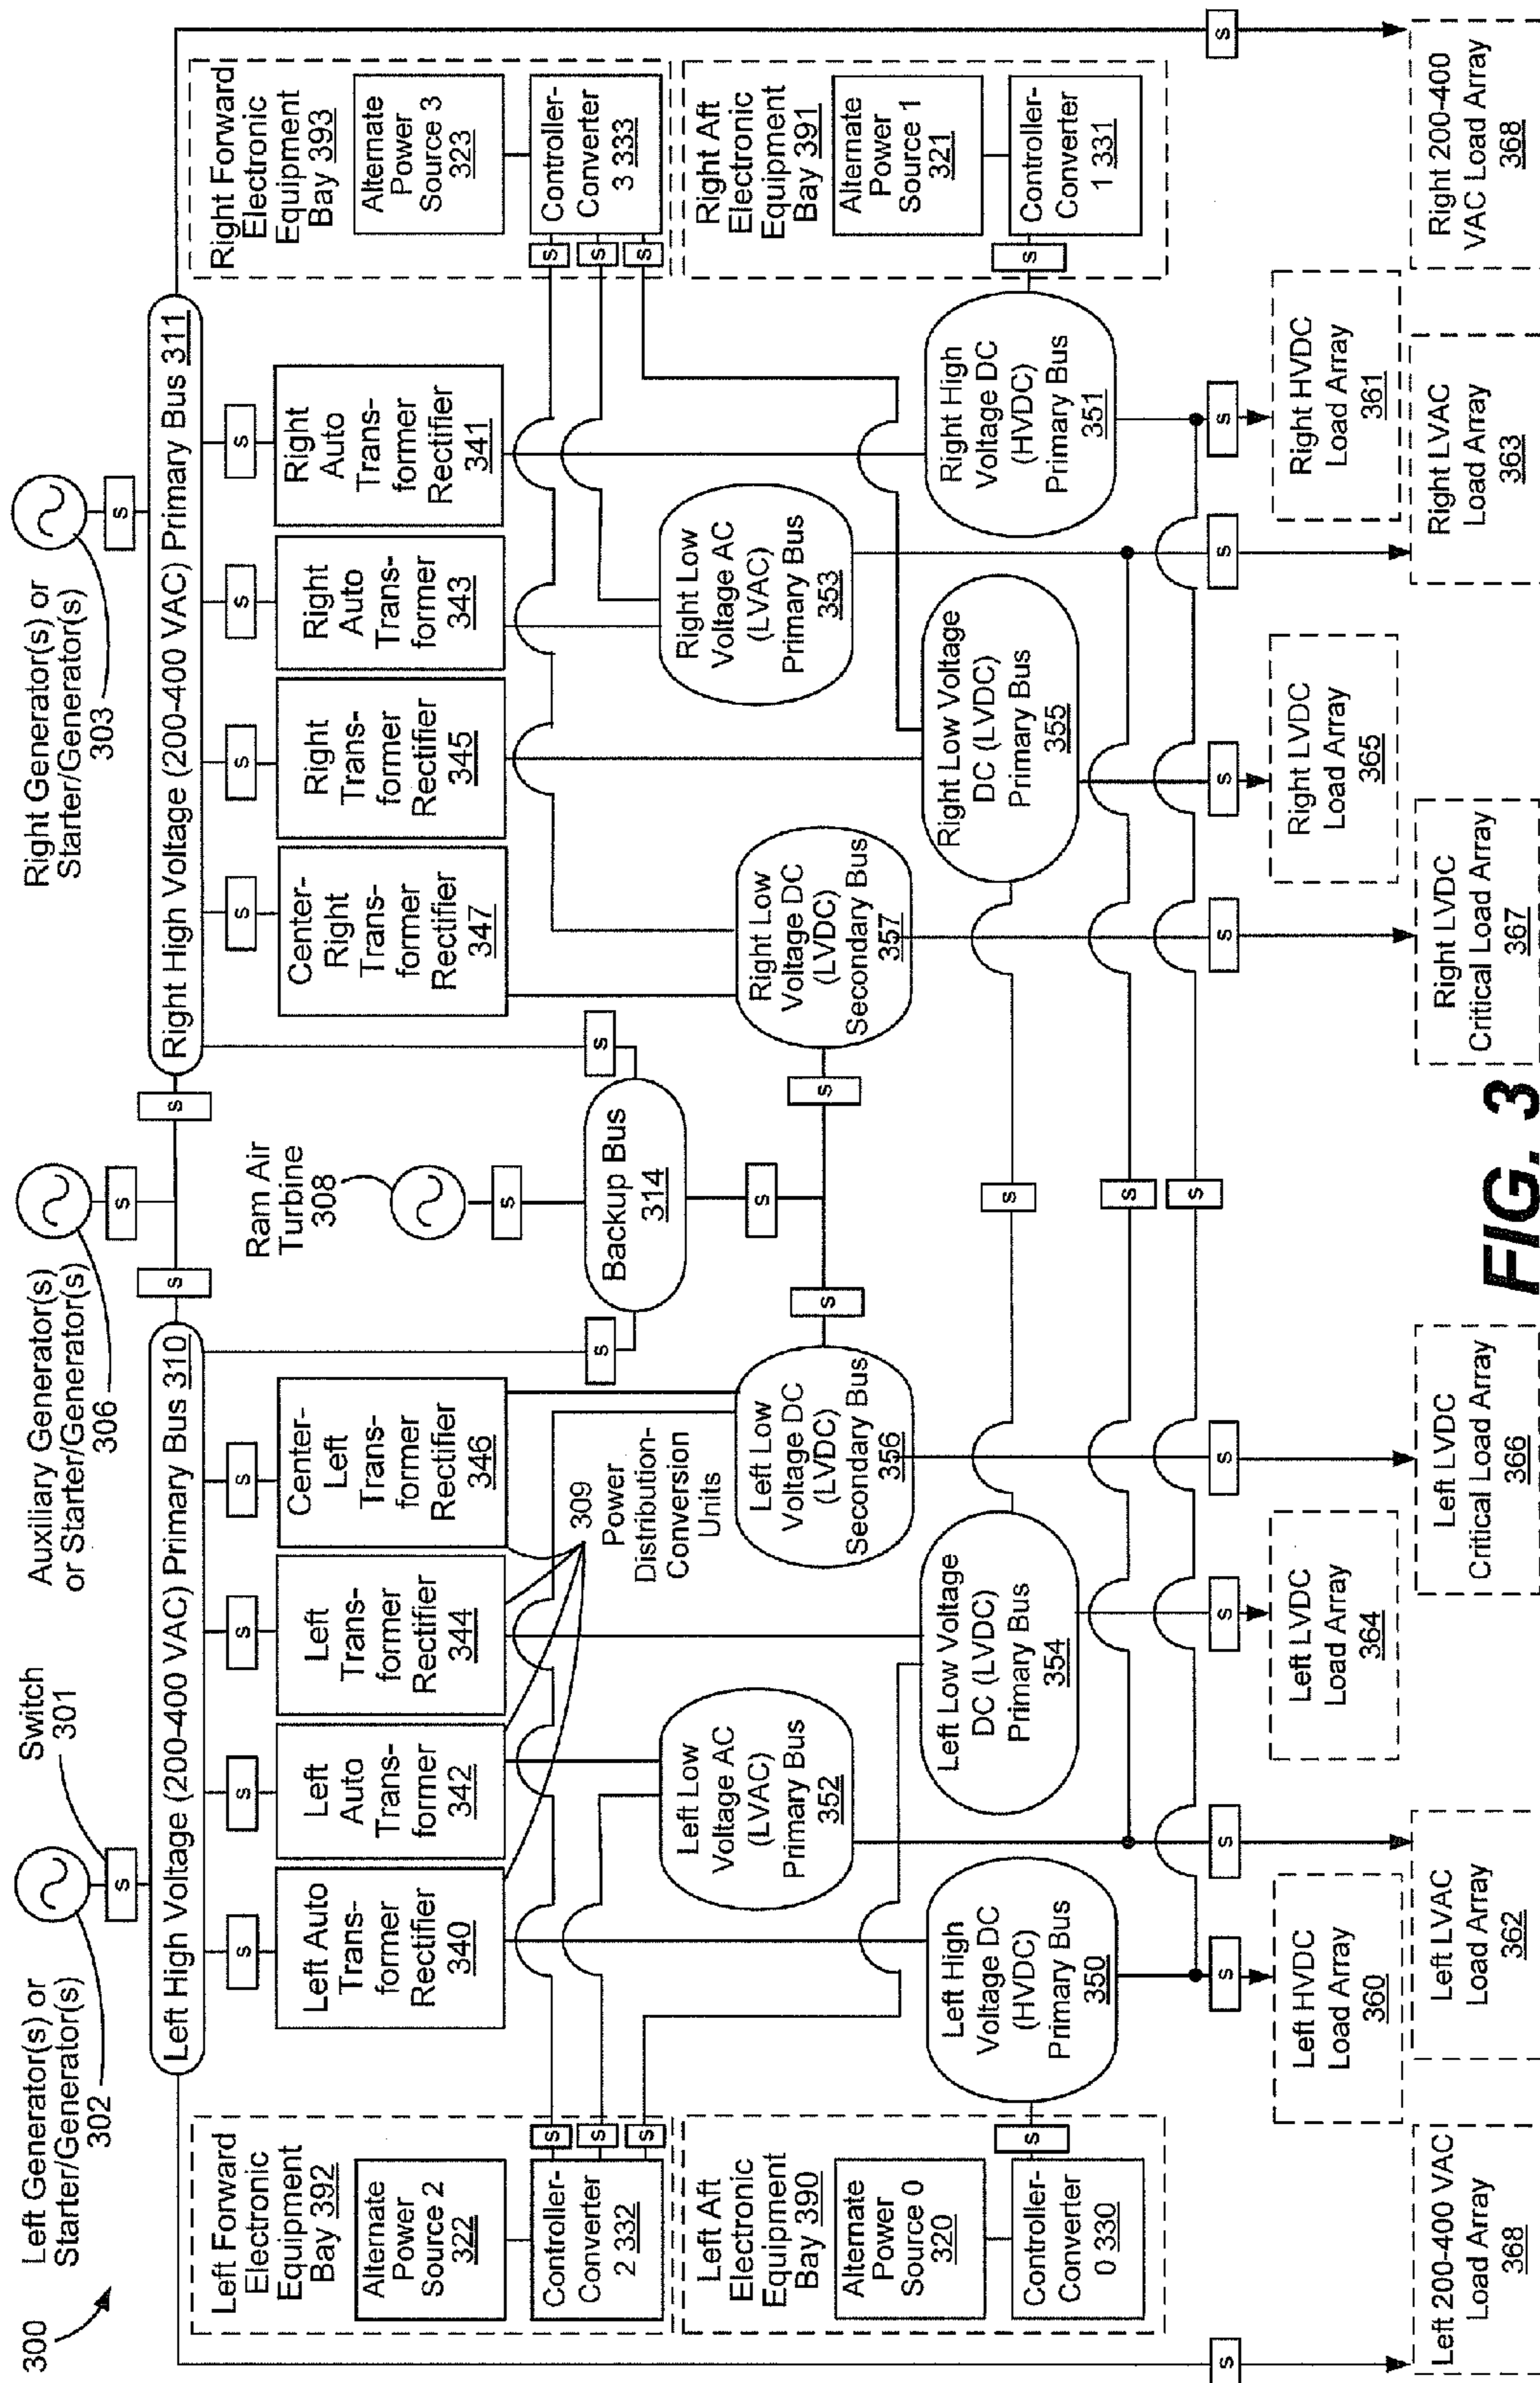 300
Left Generator(s) or
Starter/Generator(s)
302
Switch
301
Auxiliary Generator(s)
or Starter/Generator(s)
306
Right Generator(s) or
Starter/Generator(s)
303
s
s
s
Left High Voltage (200-400 VAC) Primary Bus 310
s
s
Right High Voltage (200-400 VAC) Primary Bus 311
s
s
s
s
s
s
s
s
Left Forward
Electronic
Equipment
Bay 392
Alternate
Power
Source 2
322
Controller-
Converter
2 332
s
s
s
Left Auto
Trans-
former
Rectifier
340
Left
Auto
Trans-
former
342
Left
Trans-
former
Rectifier
344
Center-
Left
Trans-
former
Rectifier
346
309
Power
Distribution-
Conversion
Units
Ram Air
Turbine
308
s
s
s
Backup Bus
314
s
Center-
Right
Trans-
former
Rectifier
347
Right
Trans-
former
Rectifier
345
Right
Auto
Trans-
former
343
Right
Auto
Trans-
former
Rectifier
341
Right Forward
Electronic
Equipment
Bay 393
Alternate
Power
Source 3
323
Controller-
Converter
3 333
s
s
s
Left Aft
Electronic
Equipment
Bay 390
Alternate
Power
Source 0
320
Controller-
Converter
0 330
s
Left Low
Voltage AC
(LVAC)
Primary Bus
352
Left Low
Voltage DC
(LVDC)
Secondary Bus
356
s
s
Right Low
Voltage DC
(LVDC)
Secondary Bus
357
Right Low
Voltage AC
(LVAC)
Primary Bus
353
Right Aft
Electronic
Equipment
Bay 391
Alternate
Power
Source 1
321
Controller-
Converter
1 331
s
Left High
Voltage DC
(HVDC)
Primary Bus
350
Left Low Voltage
DC (LVDC)
Primary Bus
354
s
s
s
Right Low Voltage
DC (LVDC)
Primary Bus
355
Right High
Voltage DC
(HVDC)
Primary Bus
351
s
s
s
s
s
s
s
s
s
s
Left HVDC
Load Array
360
Left LVDC
Load Array
364
Right LVDC
Load Array
365
Right HVDC
Load Array
361
Left 200-400 VAC
Load Array
368
Left LVAC
Load Array
362
Left LVDC
Critical Load Array
366
FIG. 3
Right LVDC
Critical Load Array
367
Right LVAC
Load Array
363
Right 200-400
VAC Load Array
368